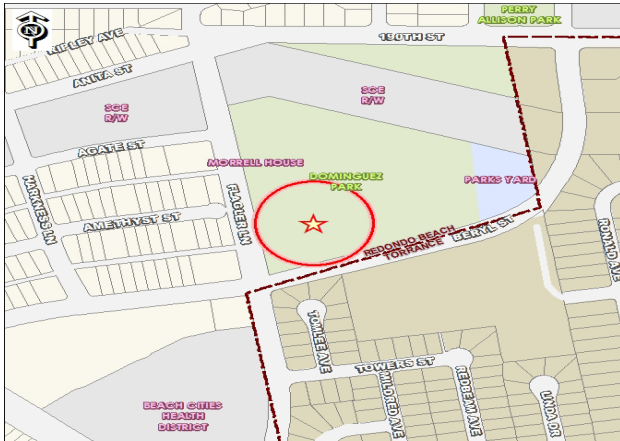 N
PERRY
ALLISON PARK
RIPLEY AVE
190TH ST
ANITA ST
SCE
R/W
SCE
R/W
AGATE ST
MORRELL HOUSE
DOMINGUEZ
PARK
PARKS YARD
HARKNESS LN
FLAGLER LN
AMETHYST ST
REDONDO BEACH
TORRANCE
BERYL ST
RONALD AVE
TOMLEE AVE
TOWERS ST
MILDRED AVE
REDBEAM AVE
LINDA DR
BEACH CITIES
HEALTH
DISTRICT